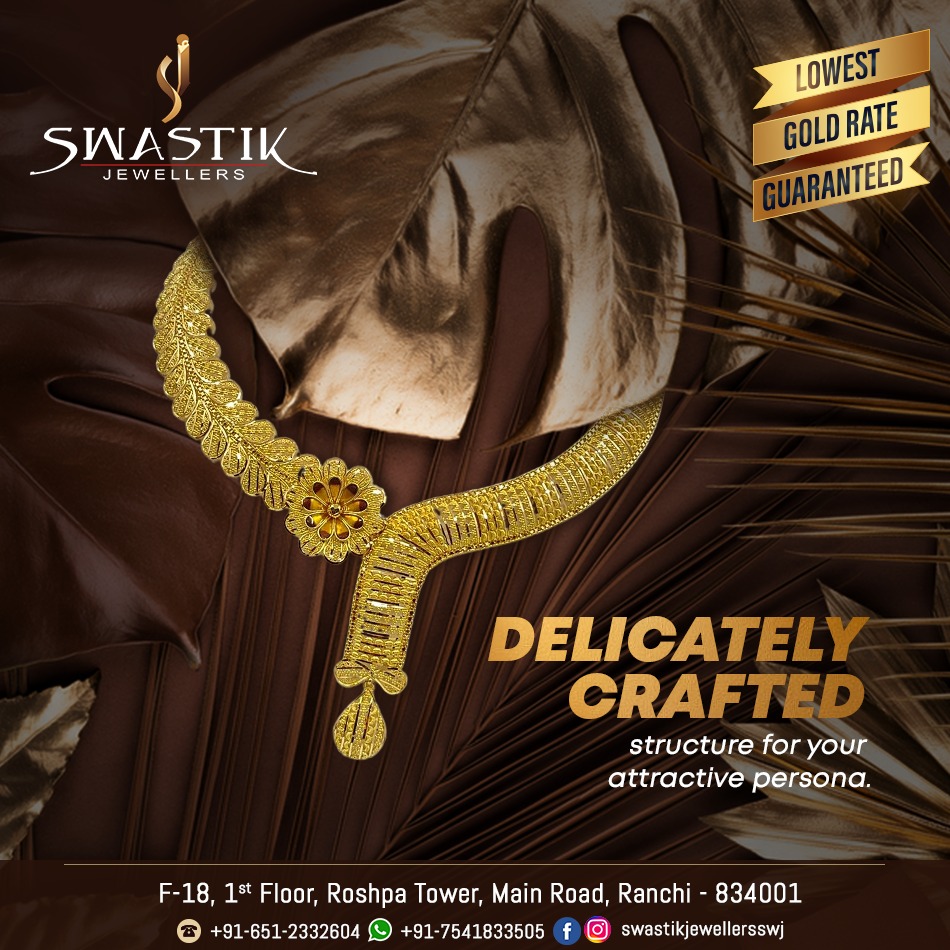 SWASTIK
JEWELLERS
LOWEST
GOLD RATE
GUARANTEED
DELICATELY
CRAFTED
structure for your
attractive persona.
F-18, 1st Floor, Roshpa Tower, Main Road, Ranchi - 834001
+91-651-2332604 +91-7541833505 swastikjewellersswj